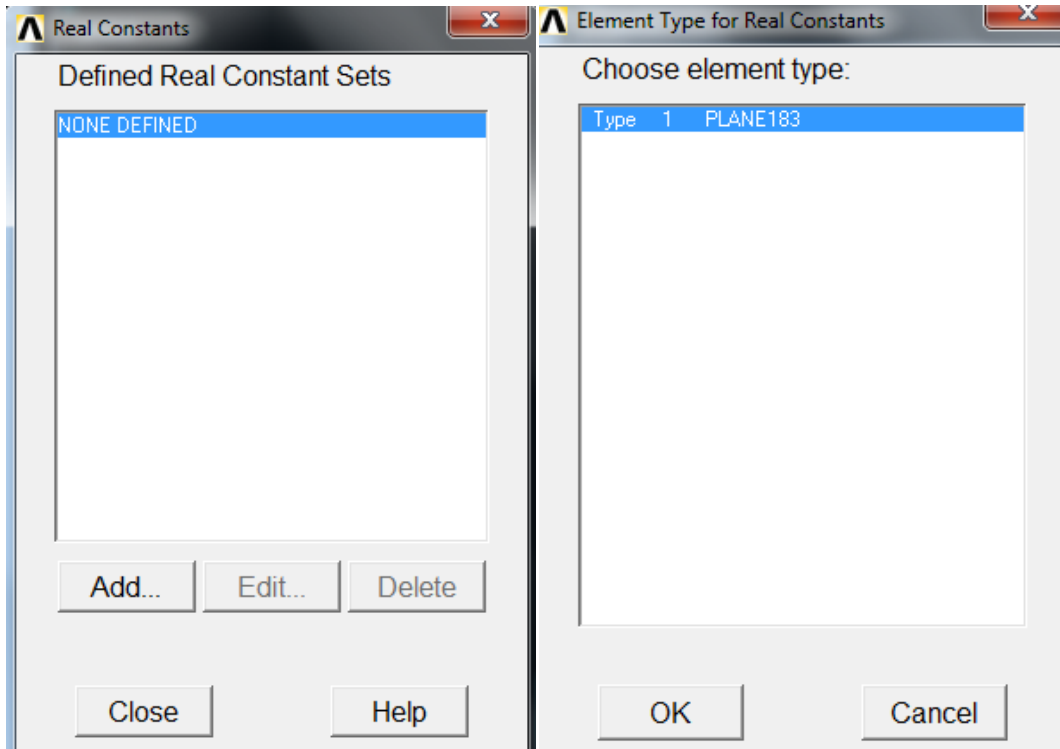 Real Constants
Defined Real Constant Sets
NONE DEFINED
Add...
Edit...
Delete
Close
Help
Element Type for Real Constants
Choose element type:
Type 1 PLANE183
OK
Cancel